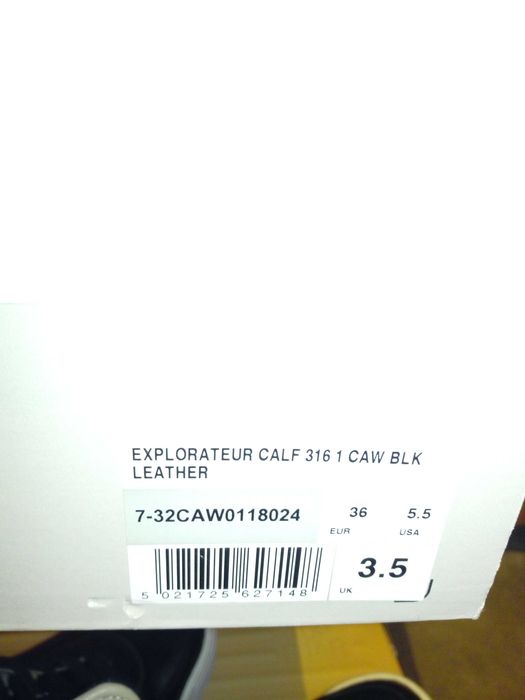 EXPLORATEUR CALF 316 1 CAW BLK
LEATHER
7-32CAW0118024
36 5.5
EUR USA
3.5
UK
5 021725 627148